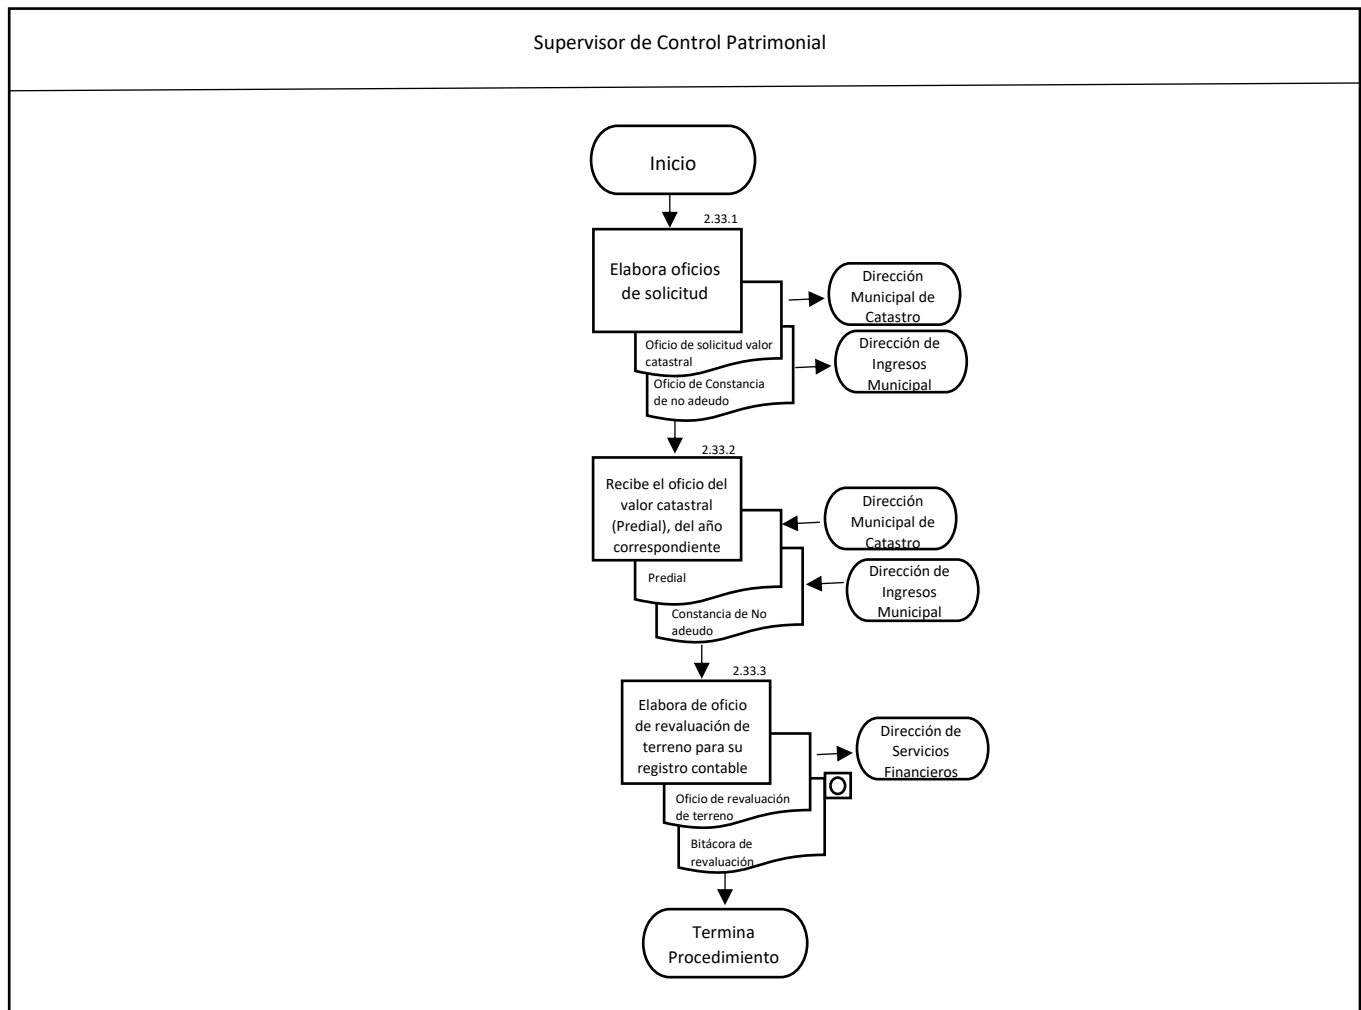 Supervisor de Control Patrimonial
Inicio
2.33.1
Elabora oficios
de solicitud
Dirección
Municipal de
Catastro
Oficio de solicitud valor
catastral
Dirección de
Ingresos
Municipal
Oficio de Constancia
de no adeudo
2.33.2
Recibe el oficio del
valor catastral
(Predial), del año
correspondiente
Dirección
Municipal de
Catastro
Predial
Dirección de
Ingresos
Municipal
Constancia de No
adeudo
2.33.3
Elabora de oficio
de revaluación de
terreno para su
registro contable
Dirección de
Servicios
Financieros
Oficio de revaluación
de terreno
Bitácora de
revaluación
Termina
Procedimiento